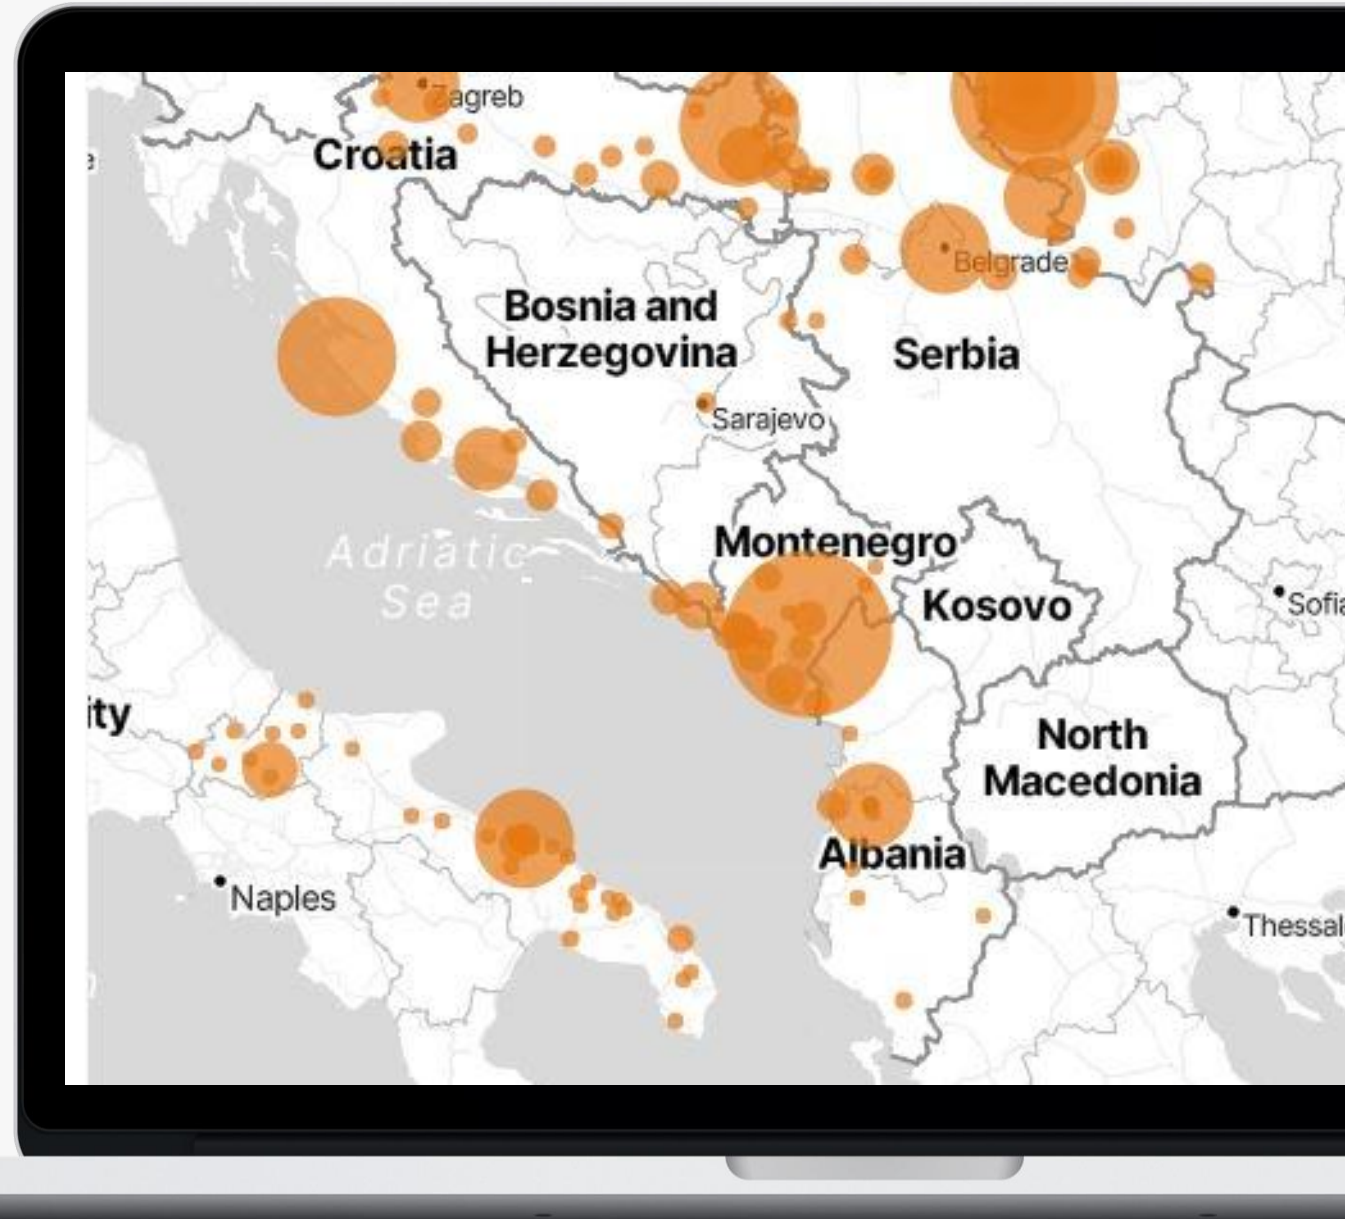 Zagreb
Croatia
Belgrade
Bosnia and
Herzegovina
Serbia
Sarajevo
Adriatic
Sea
Montenegro
Kosovo
Sofia
ity
North
Macedonia
Albania
Naples
Thessal